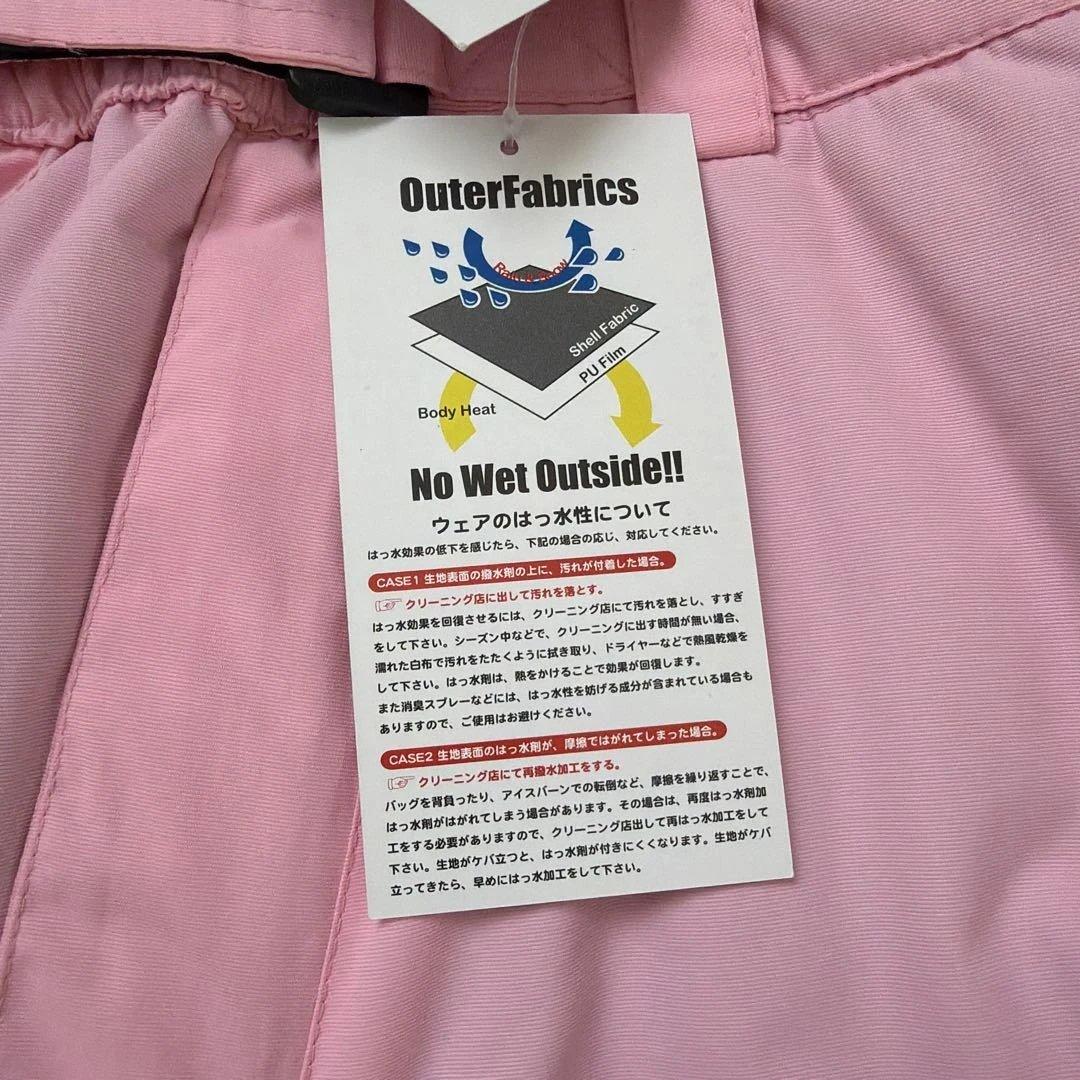 OuterFabrics
Rain & Snow
Shell Fabric
PU Film
Body Heat
No Wet Outside!!
ウェアのはっ水性について
はっ水効果の低下を感じたら、下記の場合の応じ、対応してください。
CASE1 生地表面の撥水剤の上に、汚れが付着した場合。
クリーニング店に出して汚れを落とす。
はっ水効果を回復させるには、クリーニング店にて汚れを落とし、すすぎ
をして下さい。シーズン中などで、クリーニングに出す時間が無い場合、
濡れた白布で汚れをたたくように拭き取り、ドライヤーなどで熱風乾燥を
して下さい。はっ水剤は、熱をかけることで効果が回復します。
また消臭スプレーなどには、はっ水性を妨げる成分が含まれている場合も
ありますので、ご使用はお避けください。
CASE2 生地表面のはっ水剤が、摩擦ではがれてしまった場合。
クリーニング店にて再撥水加工をする。
バッグを背負ったり、アイスバーンでの転倒など、摩擦を繰り返すことで、
はっ水剤がはがれてしまう場合があります。その場合は、再度はっ水剤加
工をする必要がありますので、クリーニング店出して再はっ水加工をして
下さい。生地がケバ立つと、はっ水剤が付きにくくなります。生地がケバ
立ってきたら、早めにはっ水加工をして下さい。